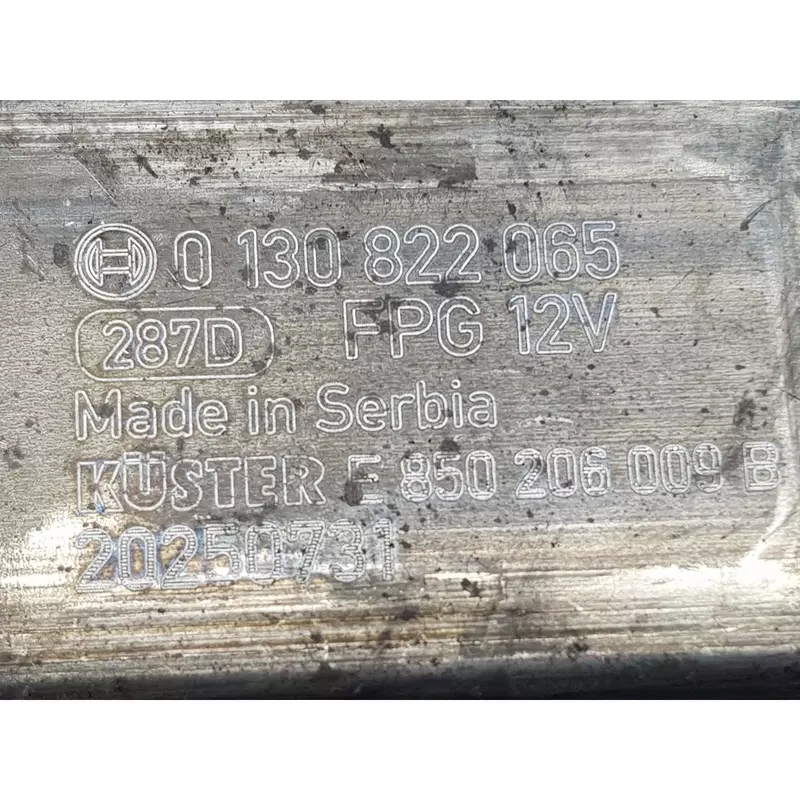 0 130 822 065
287D FPG 12V
Made in Serbia
KÜSTER E 850 206 009 B
20250731